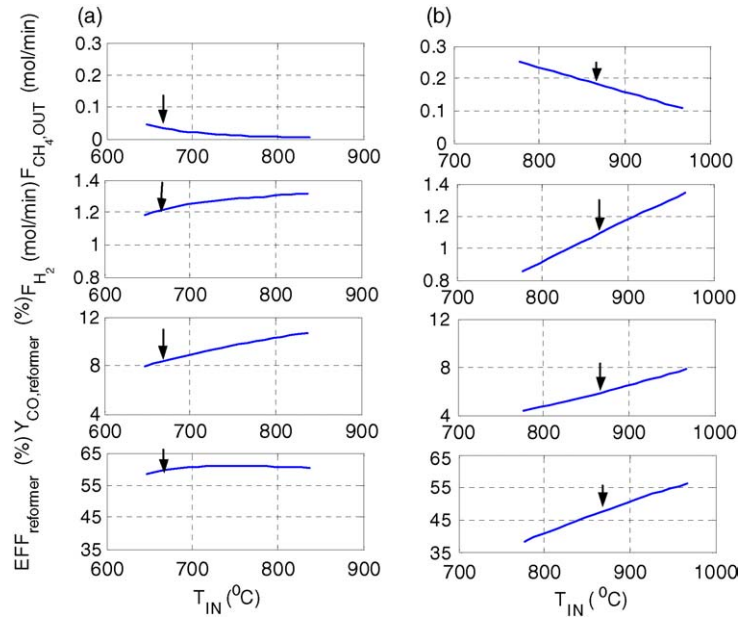 (a)
(b)
F_CH4,OUT (mol/min)
0.3
0.2
0.1
0
600 700 800 900
0.3
0.2
0.1
0
700 800 900 1000
F_H2 (mol/min)
1.4
1.2
1
0.8
600 700 800 900
1.4
1.2
1
0.8
700 800 900 1000
Y_CO,reformer (%)
12
8
4
600 700 800 900
12
8
4
700 800 900 1000
EFF_reformer (%)
65
55
45
35
600 700 800 900
65
55
45
35
700 800 900 1000
T_IN (⁰C)
T_IN (⁰C)